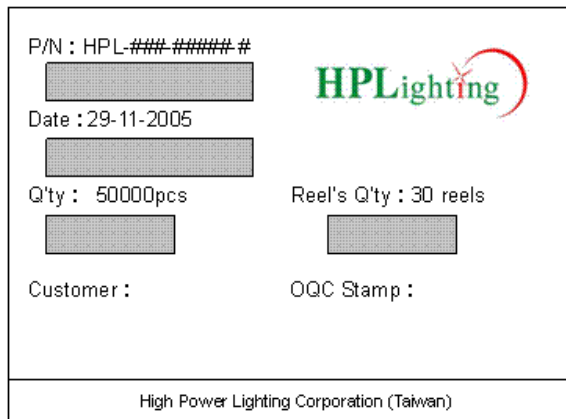 P/N : HPL-###-#####-#
HPLighting
Date : 29-11-2005
Q'ty : 50000pcs
Reel's Q'ty : 30 reels
Customer :
OQC Stamp :
High Power Lighting Corporation (Taiwan)